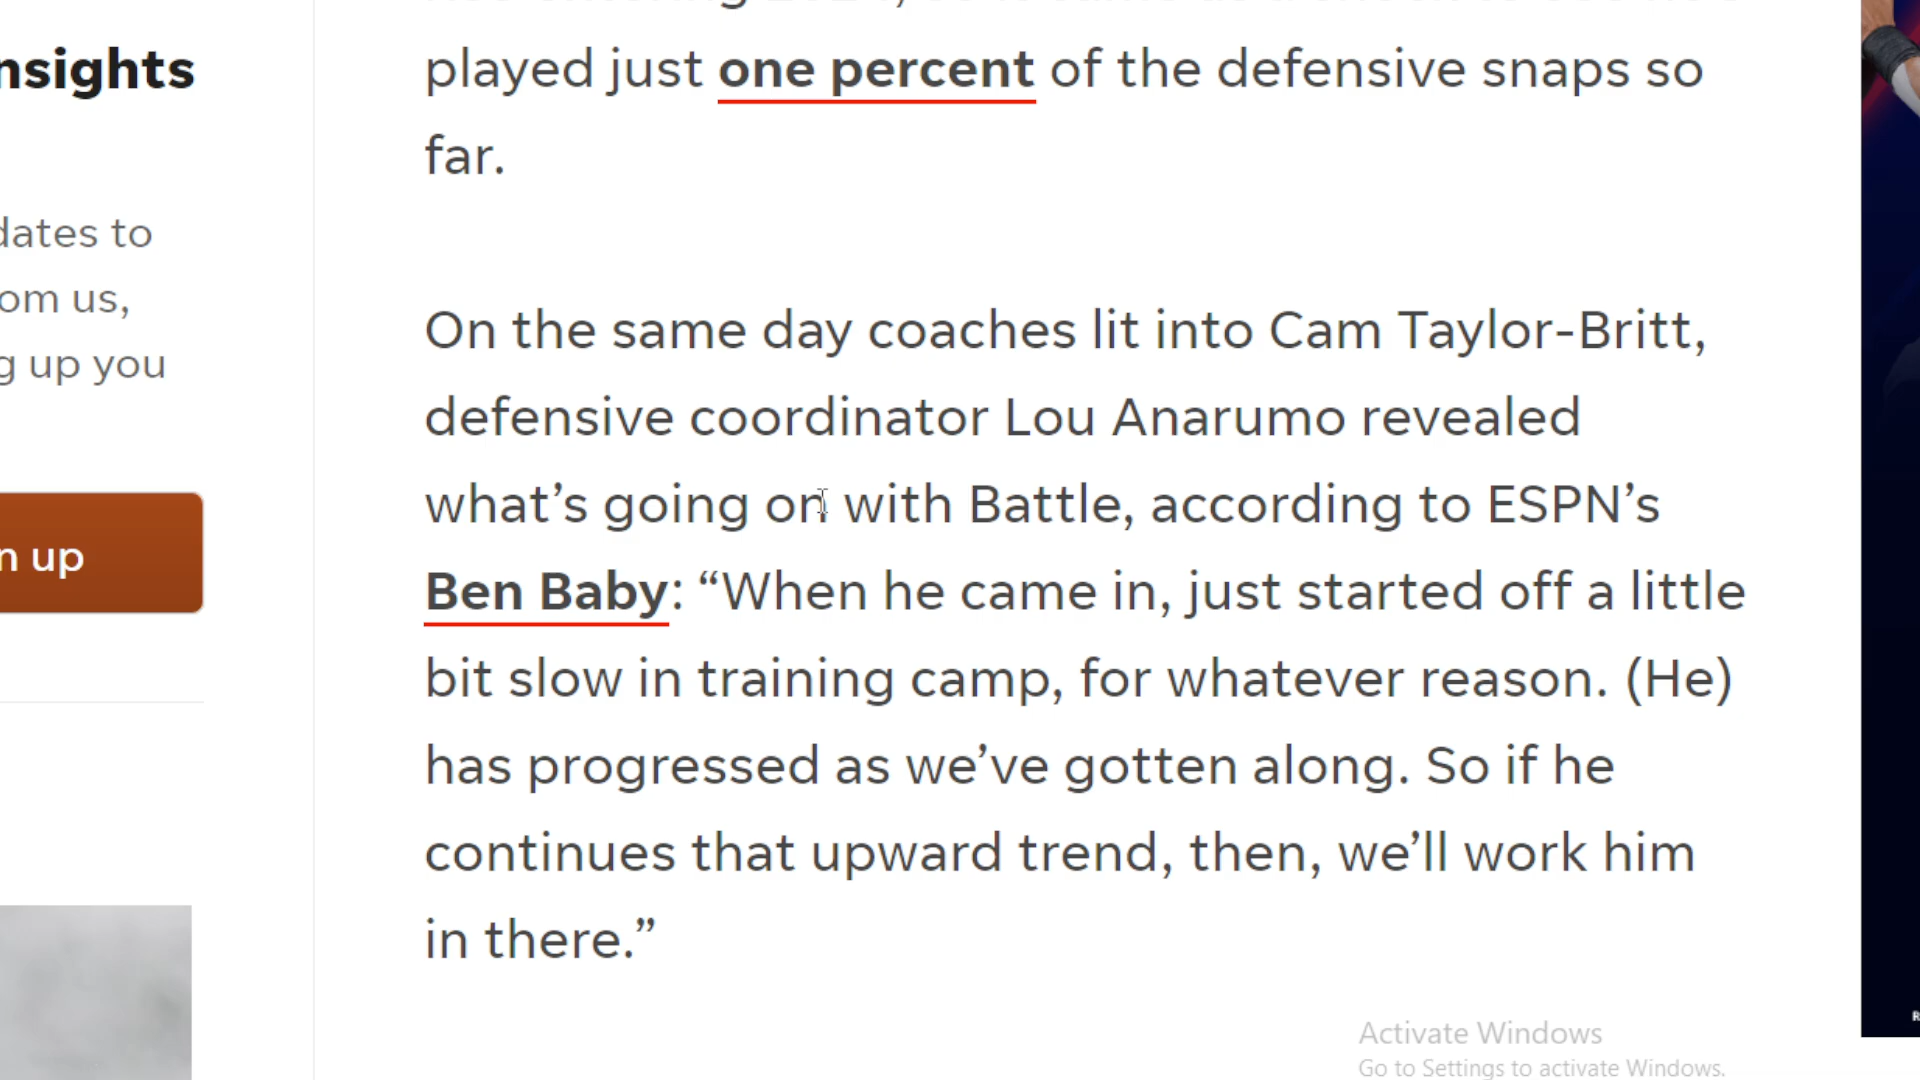 nsights
dates to
om us,
g up you
n up
played just one percent of the defensive snaps so
far.
On the same day coaches lit into Cam Taylor-Britt,
defensive coordinator Lou Anarumo revealed
what’s going on with Battle, according to ESPN’s
Ben Baby: “When he came in, just started off a little
bit slow in training camp, for whatever reason. (He)
has progressed as we’ve gotten along. So if he
continues that upward trend, then, we’ll work him
in there.”
Activate Windows
Go to Settings to activate Windows.